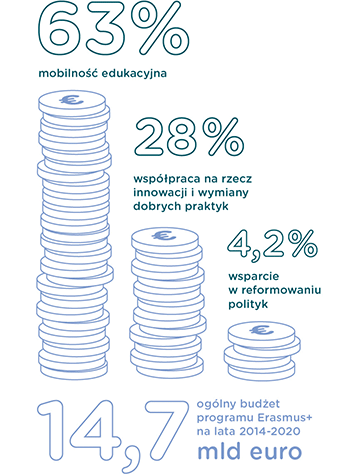 63%
mobilność edukacyjna
28%
współpraca na rzecz
innowacji i wymiany
dobrych praktyk
4,2%
wsparcie
w reformowaniu
polityk
€
€
€
14,7
ogólny budżet
programu Erasmus+
na lata 2014-2020
mld euro